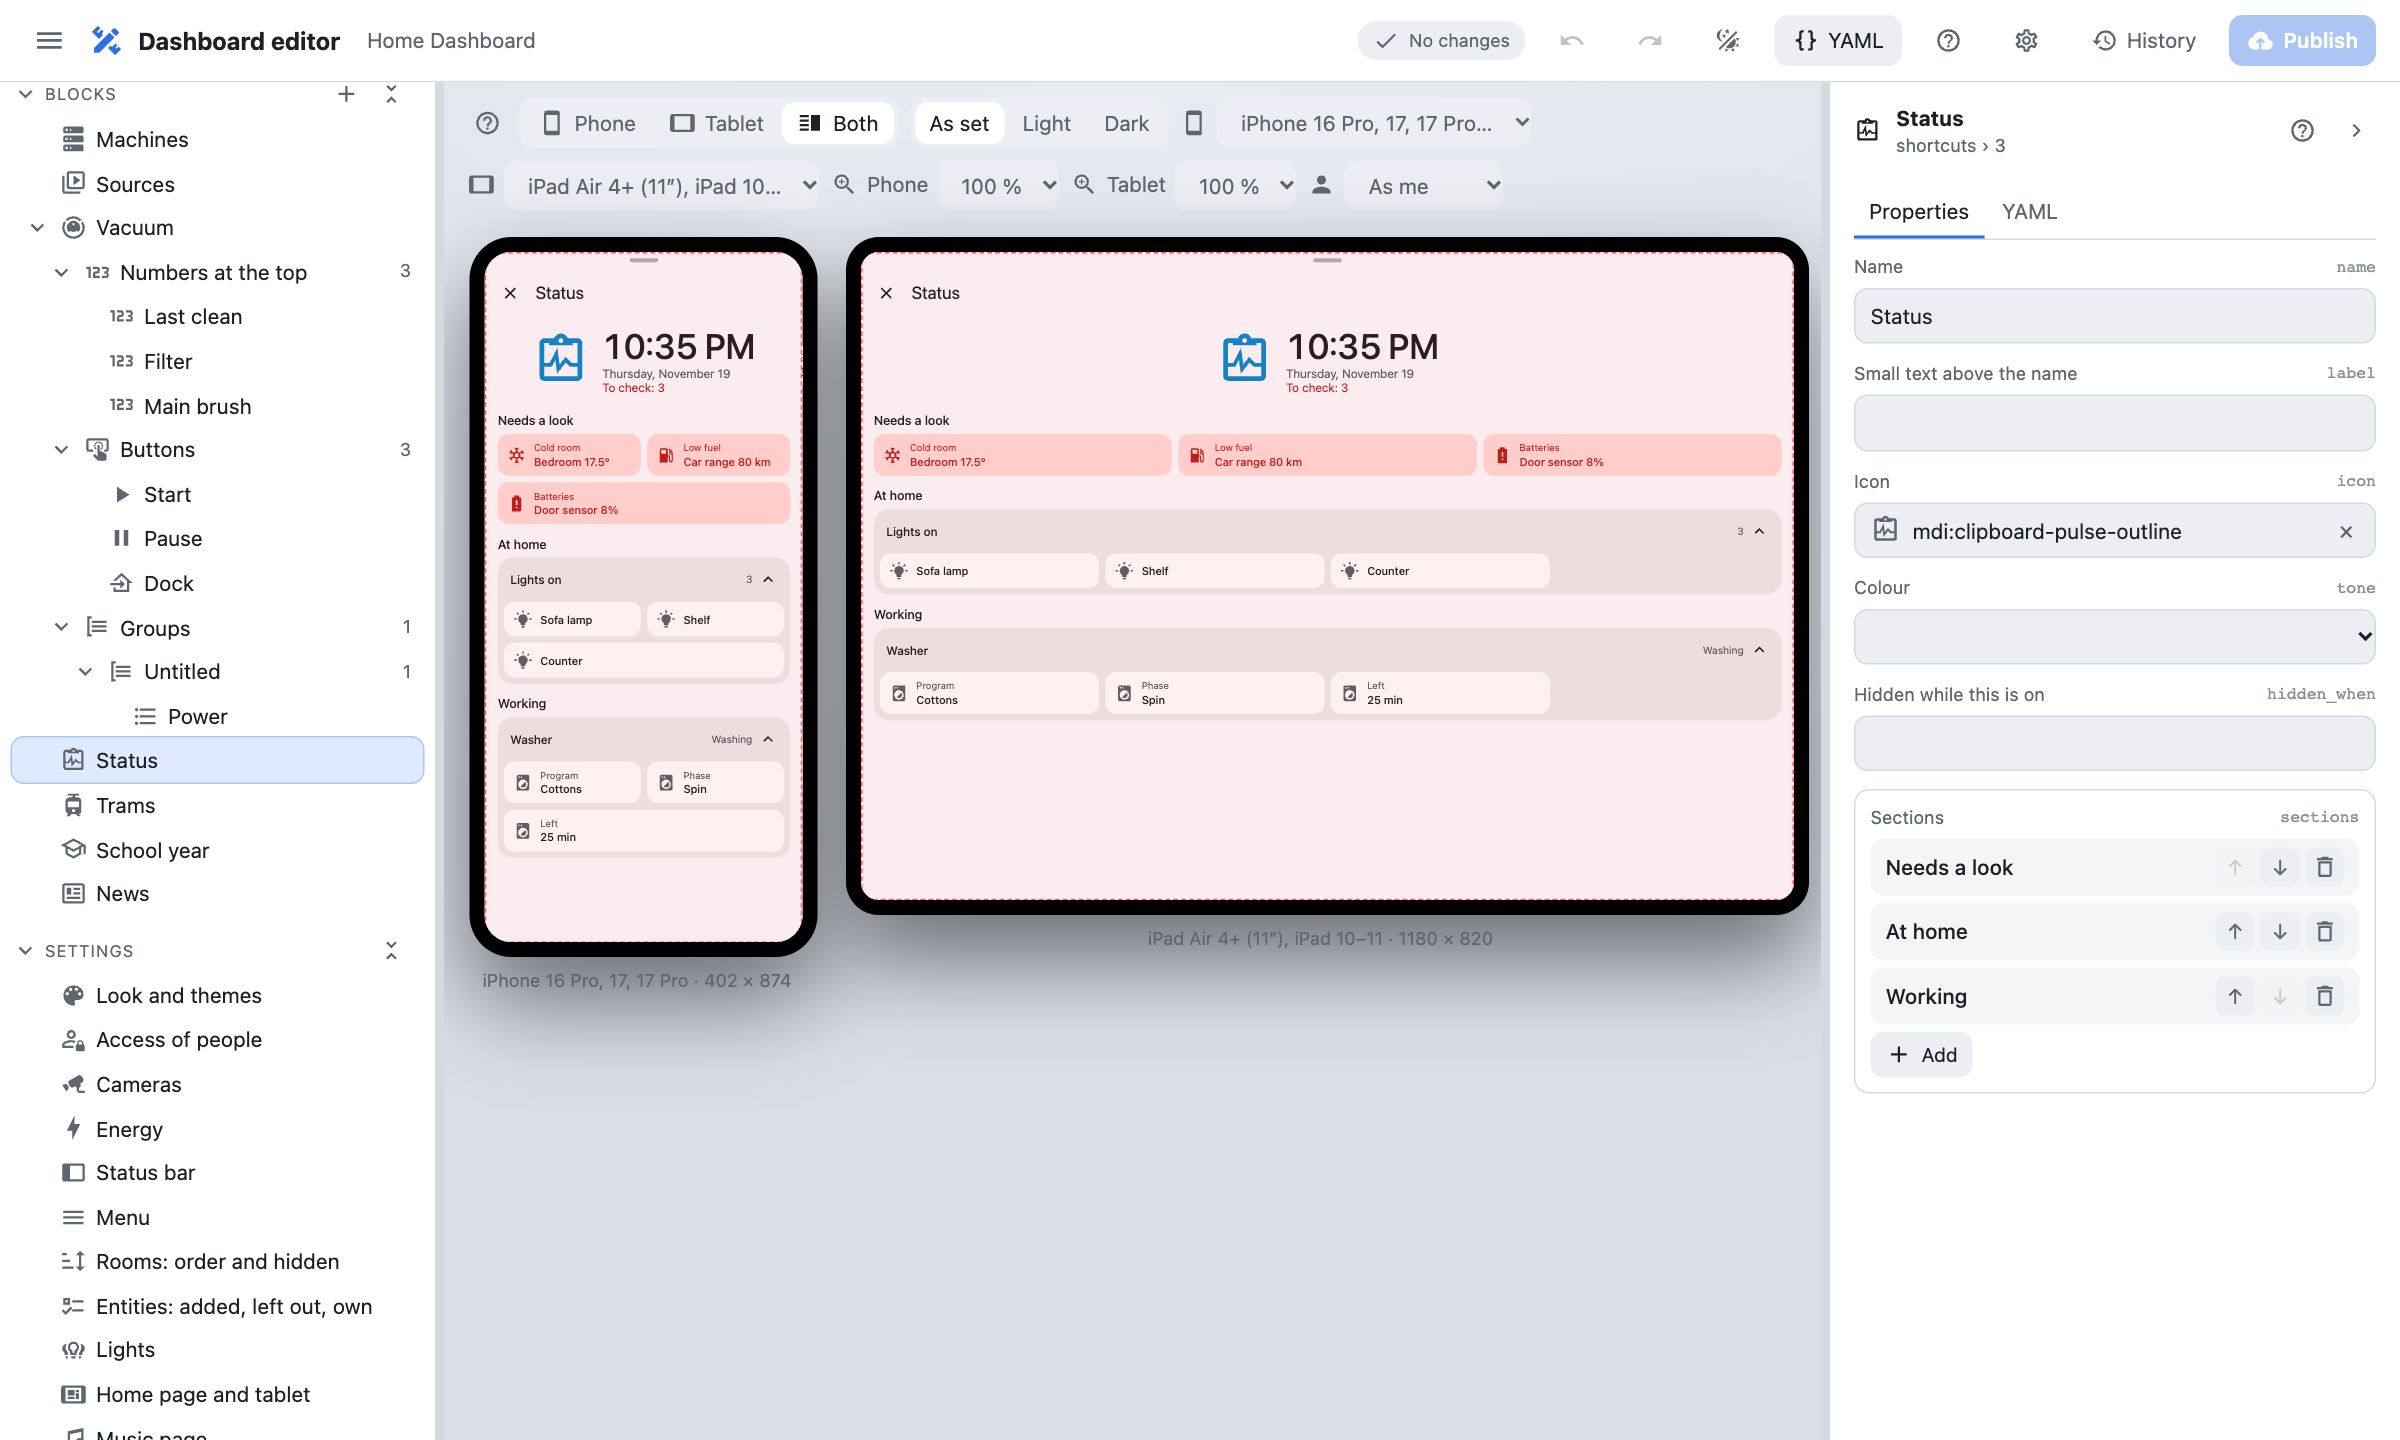 Dashboard editor
Home Dashboard
No changes
YAML
History
Publish
BLOCKS
Machines
Sources
Vacuum
Numbers at the top 3
Last clean
Filter
Main brush
Buttons 3
Start
Pause
Dock
Groups 1
Untitled 1
Power
Status
Trams
School year
News
SETTINGS
Look and themes
Access of people
Cameras
Energy
Status bar
Menu
Rooms: order and hidden
Entities: added, left out, own
Lights
Home page and tablet
Music page
Phone Tablet Both As set Light Dark iPhone 16 Pro, 17, 17 Pro...
iPad Air 4+ (11″), iPad 10... Phone 100 % Tablet 100 % As me
Status
10:35 PM
Thursday, November 19
To check: 3
Needs a look
Cold room
Bedroom 17.5°
Low fuel
Car range 80 km
Batteries
Door sensor 8%
At home
Lights on 3
Sofa lamp
Shelf
Counter
Working
Washer Washing
Program
Cottons
Phase
Spin
Left
25 min
iPhone 16 Pro, 17, 17 Pro · 402 × 874
Status
10:35 PM
Thursday, November 19
To check: 3
Needs a look
Cold room
Bedroom 17.5°
Low fuel
Car range 80 km
Batteries
Door sensor 8%
At home
Lights on 3
Sofa lamp
Shelf
Counter
Working
Washer Washing
Program
Cottons
Phase
Spin
Left
25 min
iPad Air 4+ (11″), iPad 10–11 · 1180 × 820
Status
shortcuts › 3
Properties YAML
Name name
Status
Small text above the name label
Icon icon
mdi:clipboard-pulse-outline
Colour tone
Hidden while this is on hidden_when
Sections sections
Needs a look
At home
Working
Add